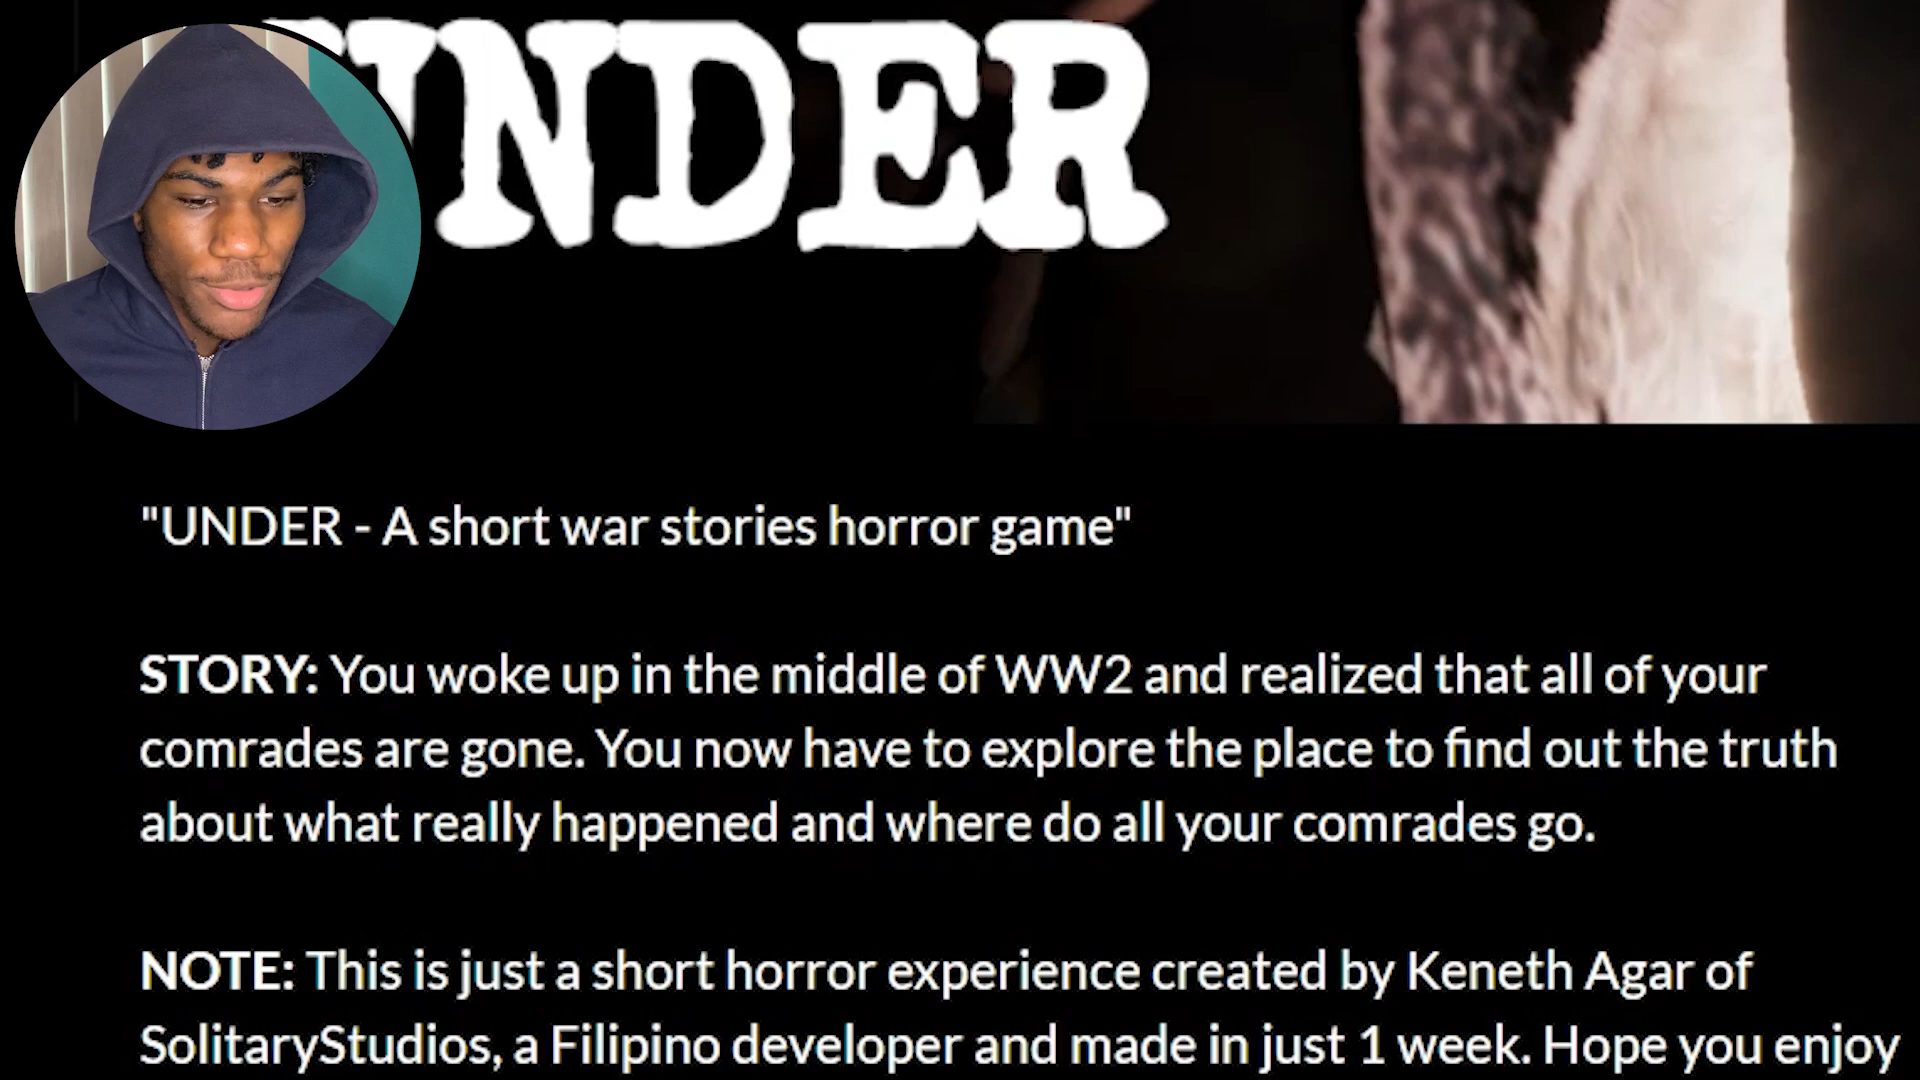 UNDER
"UNDER - A short war stories horror game"
STORY: You woke up in the middle of WW2 and realized that all of your
comrades are gone. You now have to explore the place to find out the truth
about what really happened and where do all your comrades go.
NOTE: This is just a short horror experience created by Keneth Agar of
SolitaryStudios, a Filipino developer and made in just 1 week. Hope you enjoy